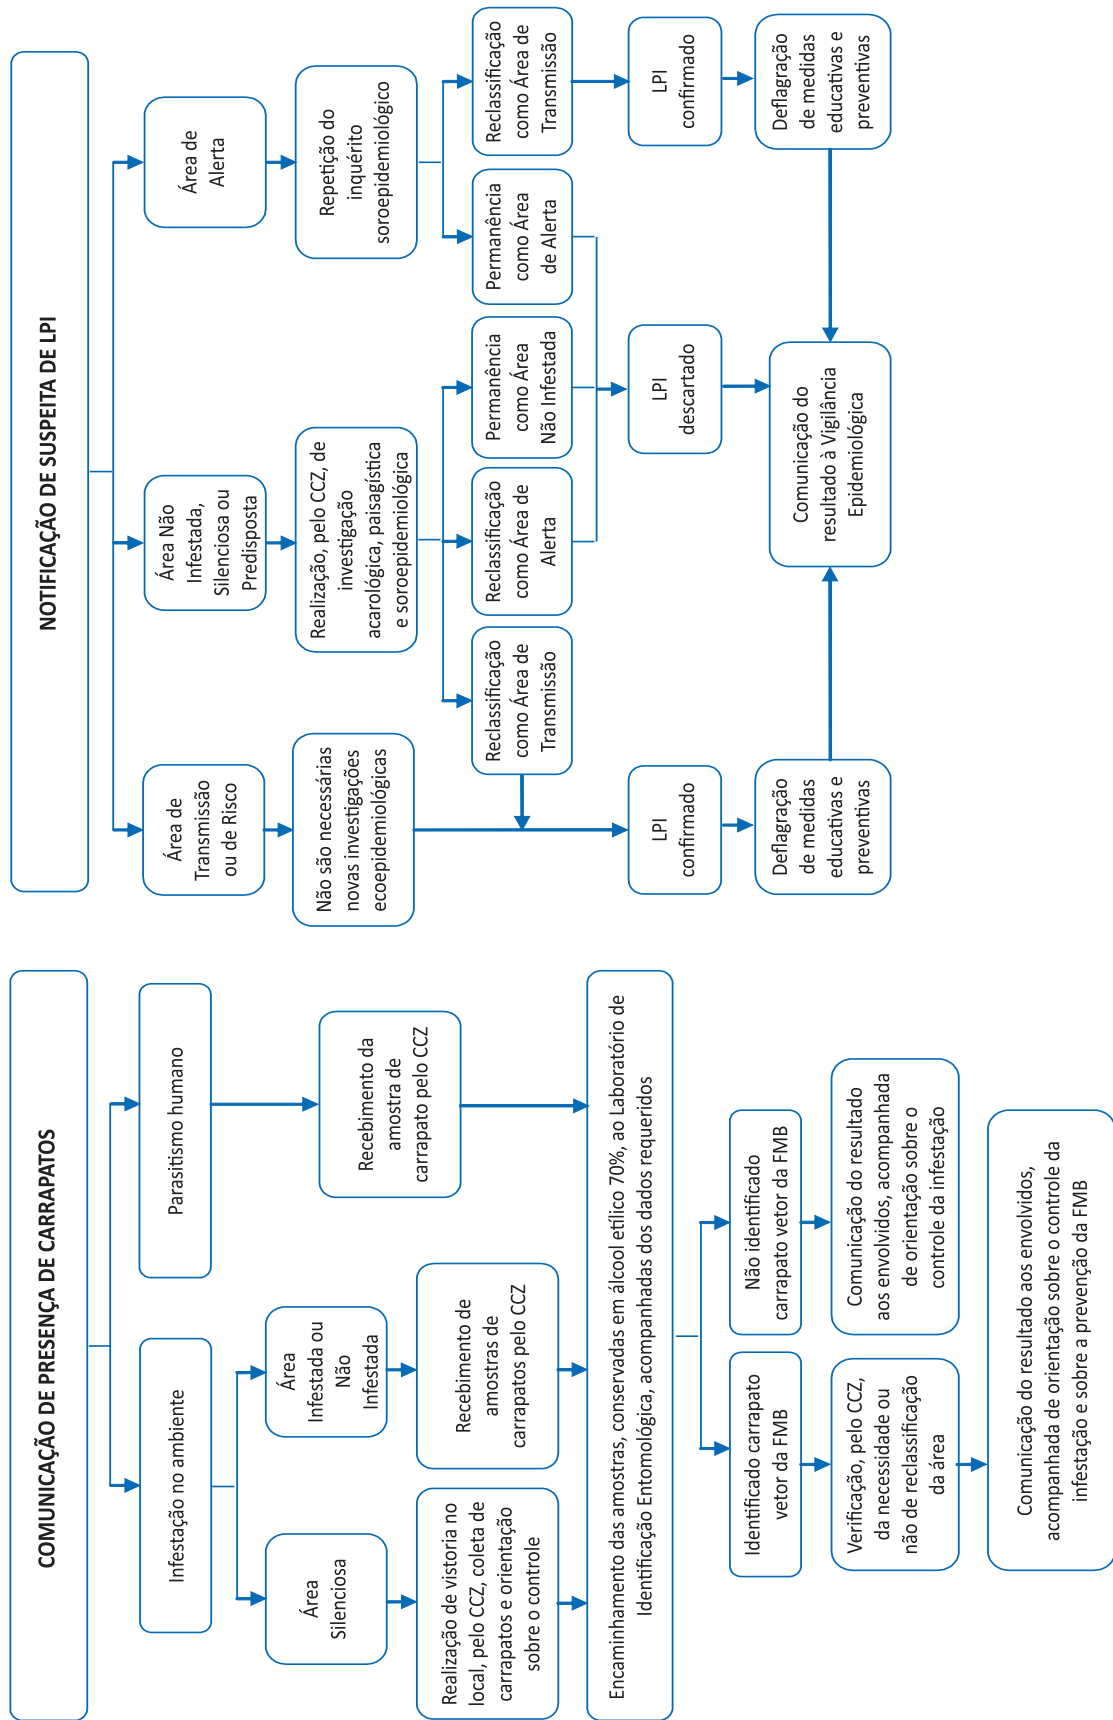 COMUNICAÇÃO DE PRESENÇA DE CARRAPATOS
Infestação no ambiente
Parasitismo humano
Área
Silenciosa
Área
Infestada ou
Não
Infestada
Realização de vistoria no
local, pelo CCZ, coleta de
carrapatos e orientação
sobre o controle
Recebimento de
amostras de
carrapatos pelo CCZ
Recebimento da
amostra de
carrapato pelo CCZ
Encaminhamento das amostras, conservadas em álcool etílico 70%, ao Laboratório de
Identificação Entomológica, acompanhadas dos dados requeridos
Identificado carrapato
vetor da FMB
Não identificado
carrapato vetor da FMB
Verificação, pelo CCZ,
da necessidade ou
não de reclassificação
da área
Comunicação do resultado
aos envolvidos, acompanhada
de orientação sobre o
controle da infestação
Comunicação do resultado aos envolvidos,
acompanhada de orientação sobre o controle da
infestação e sobre a prevenção da FMB
NOTIFICAÇÃO DE SUSPEITA DE LPI
Área de
Transmissão
ou de Risco
Área Não
Infestada,
Silenciosa ou
Predisposta
Área de
Alerta
Não são necessárias
novas investigações
ecoepidemiológicas
Realização, pelo CCZ, de
investigação
acarológica, paisagística
e soroepidemiológica
Repetição do
inquérito
soroepidemiológico
Reclassificação
como Área de
Transmissão
Reclassificação
como Área de
Alerta
Permanência
como Área
Não Infestada
Permanência
como Área
de Alerta
Reclassificação
como Área de
Transmissão
LPI
confirmado
LPI
descartado
LPI
confirmado
Deflagração
de medidas
educativas e
preventivas
Comunicação do
resultado à Vigilância
Epidemiológica
Deflagração
de medidas
educativas e
preventivas